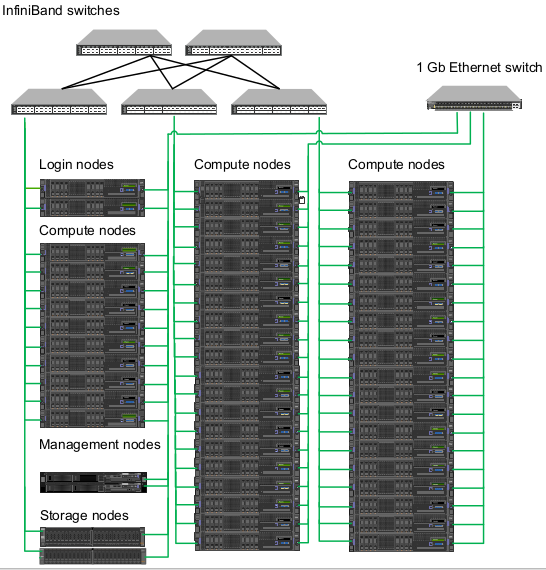 InfiniBand switches
1 Gb Ethernet switch
Login nodes
Compute nodes
Compute nodes
Compute nodes
Management nodes
Storage nodes